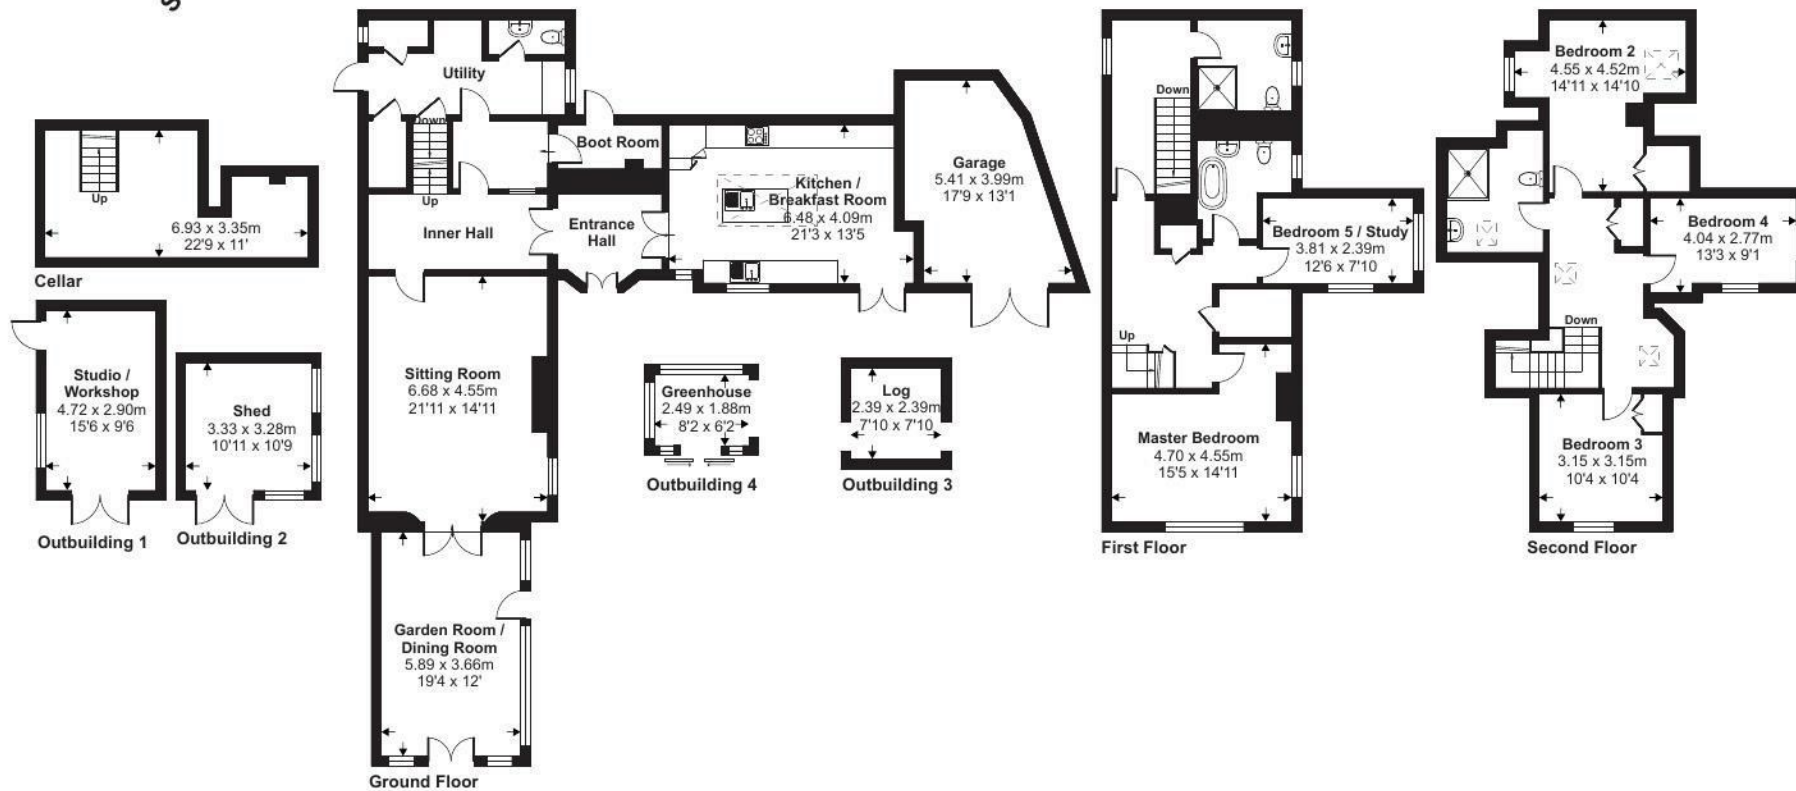 Utility
Down
Boot Room
Up
Inner Hall
Entrance
Hall
Kitchen /
Breakfast Room
6.48 x 4.09m
21'3 x 13'5
Garage
5.41 x 3.99m
17'9 x 13'1
Sitting Room
6.68 x 4.55m
21'11 x 14'11
Garden Room /
Dining Room
5.89 x 3.66m
19'4 x 12'
Ground Floor
Up
6.93 x 3.35m
22'9 x 11'
Cellar
Studio /
Workshop
4.72 x 2.90m
15'6 x 9'6
Outbuilding 1
Shed
3.33 x 3.28m
10'11 x 10'9
Outbuilding 2
Greenhouse
2.49 x 1.88m
8'2 x 6'2
Outbuilding 4
Log
2.39 x 2.39m
7'10 x 7'10
Outbuilding 3
Down
Bedroom 5 / Study
3.81 x 2.39m
12'6 x 7'10
Up
Master Bedroom
4.70 x 4.55m
15'5 x 14'11
First Floor
Bedroom 2
4.55 x 4.52m
14'11 x 14'10
Bedroom 4
4.04 x 2.77m
13'3 x 9'1
Down
Bedroom 3
3.15 x 3.15m
10'4 x 10'4
Second Floor